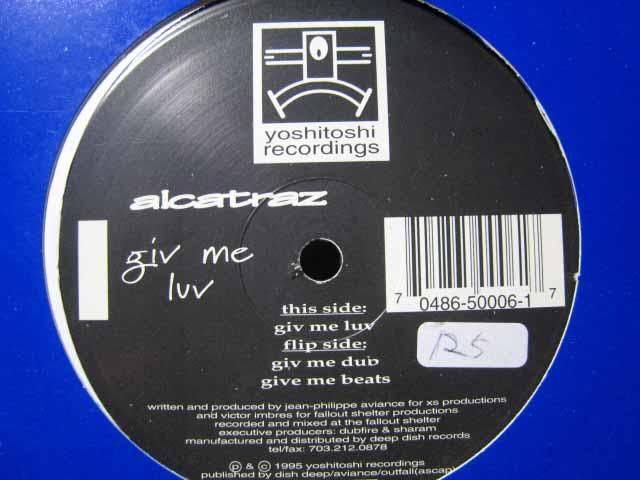 yoshitoshi
recordings
alcatraz
giv me
luv
this side:
giv me luv
flip side:
giv me dub
give me beats
7 0486-50006-1 7
125
written and produced by jean-philippe aviance for xs productions
and victor imbres for fallout shelter productions
recorded and mixed at the fallout shelter
executive producers: dubfire & sharam
manufactured and distributed by deep dish records
tel/fax: 703.212.0878
℗ & © 1995 yoshitoshi recordings
published by dish deep/aviance/outfall(ascap)